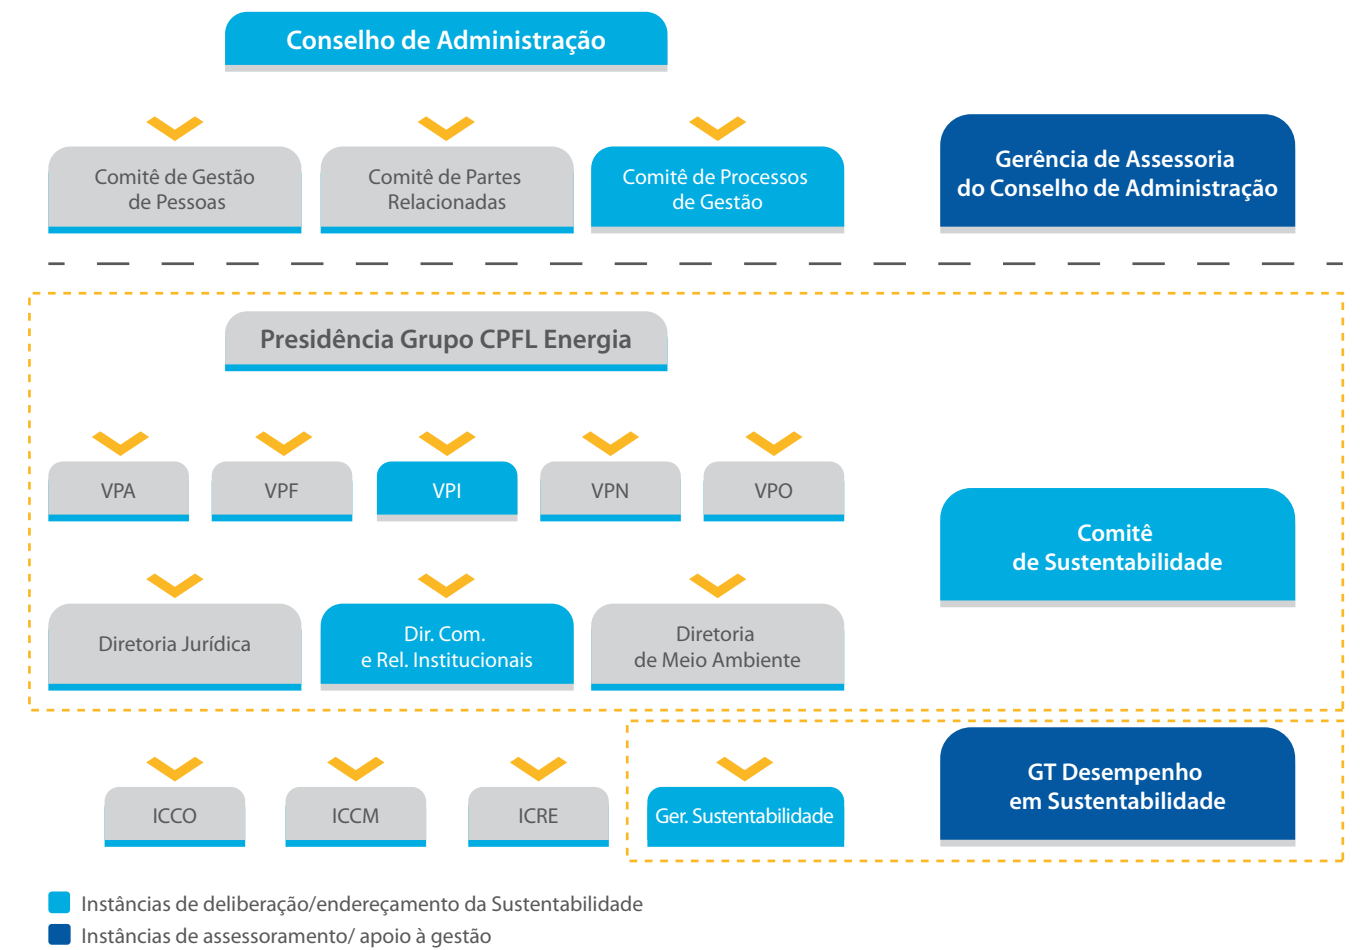 Conselho de Administração
Comitê de Gestão
de Pessoas
Comitê de Partes
Relacionadas
Comitê de Processos
de Gestão
Gerência de Assessoria
do Conselho de Administração
Presidência Grupo CPFL Energia
VPA
VPF
VPI
VPN
VPO
Comitê
de Sustentabilidade
Diretoria Jurídica
Dir. Com.
e Rel. Institucionais
Diretoria
de Meio Ambiente
ICCO
ICCM
ICRE
Ger. Sustentabilidade
GT Desempenho
em Sustentabilidade
Instâncias de deliberação/endereçamento da Sustentabilidade
Instâncias de assessoramento/ apoio à gestão